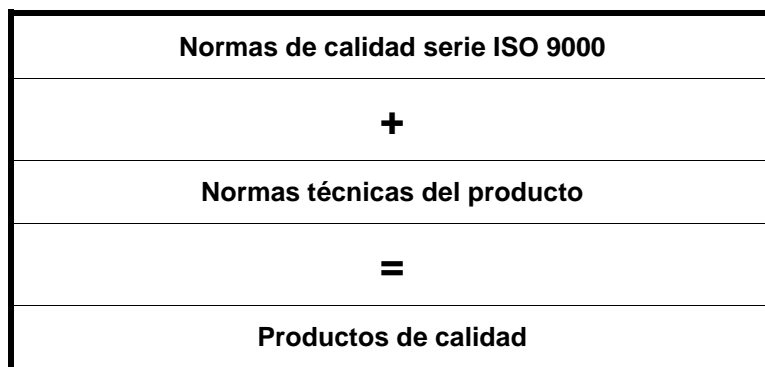 Normas de calidad serie ISO 9000
+
Normas técnicas del producto
=
Productos de calidad